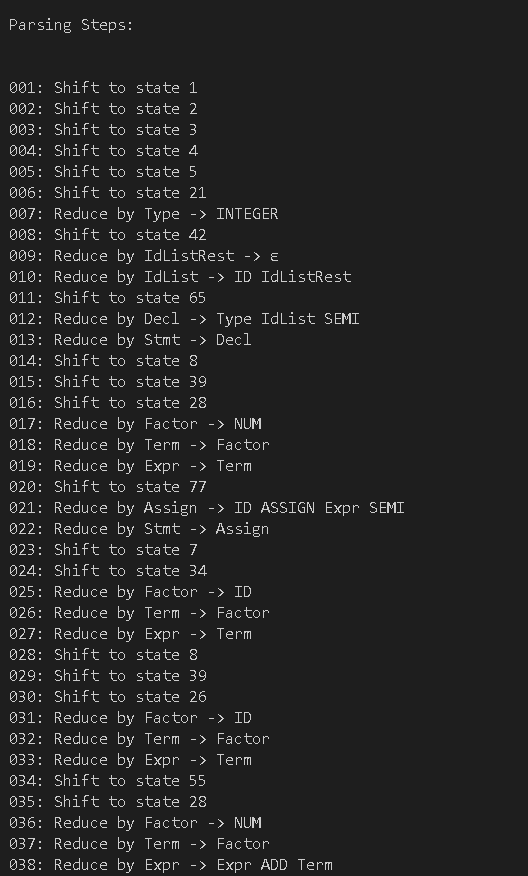 Parsing Steps:
001: Shift to state 1
002: Shift to state 2
003: Shift to state 3
004: Shift to state 4
005: Shift to state 5
006: Shift to state 21
007: Reduce by Type -> INTEGER
008: Shift to state 42
009: Reduce by IdListRest -> ε
010: Reduce by IdList -> ID IdListRest
011: Shift to state 65
012: Reduce by Decl -> Type IdList SEMI
013: Reduce by Stmt -> Decl
014: Shift to state 8
015: Shift to state 39
016: Shift to state 28
017: Reduce by Factor -> NUM
018: Reduce by Term -> Factor
019: Reduce by Expr -> Term
020: Shift to state 77
021: Reduce by Assign -> ID ASSIGN Expr SEMI
022: Reduce by Stmt -> Assign
023: Shift to state 7
024: Shift to state 34
025: Reduce by Factor -> ID
026: Reduce by Term -> Factor
027: Reduce by Expr -> Term
028: Shift to state 8
029: Shift to state 39
030: Shift to state 26
031: Reduce by Factor -> ID
032: Reduce by Term -> Factor
033: Reduce by Expr -> Term
034: Shift to state 55
035: Shift to state 28
036: Reduce by Factor -> NUM
037: Reduce by Term -> Factor
038: Reduce by Expr -> Expr ADD Term